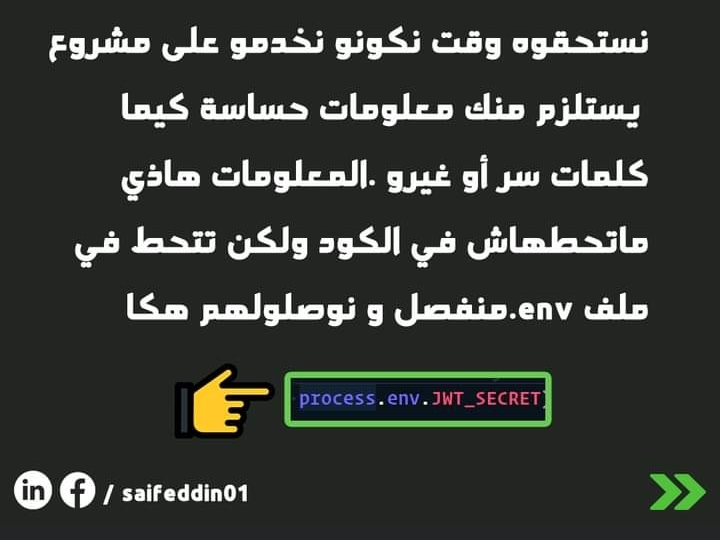 نستحقوه وقت نكونو نخدمو على مشروع
يستلزم منك معلومات حساسة كيما
كلمات سر أو غيرو .المعلومات هاذي
ماتحطهاش في الكود ولكن تتحط في
ملف env.منفصل و نوصلولهم هكا
process.env.JWT_SECRET)
in f / saifeddin01